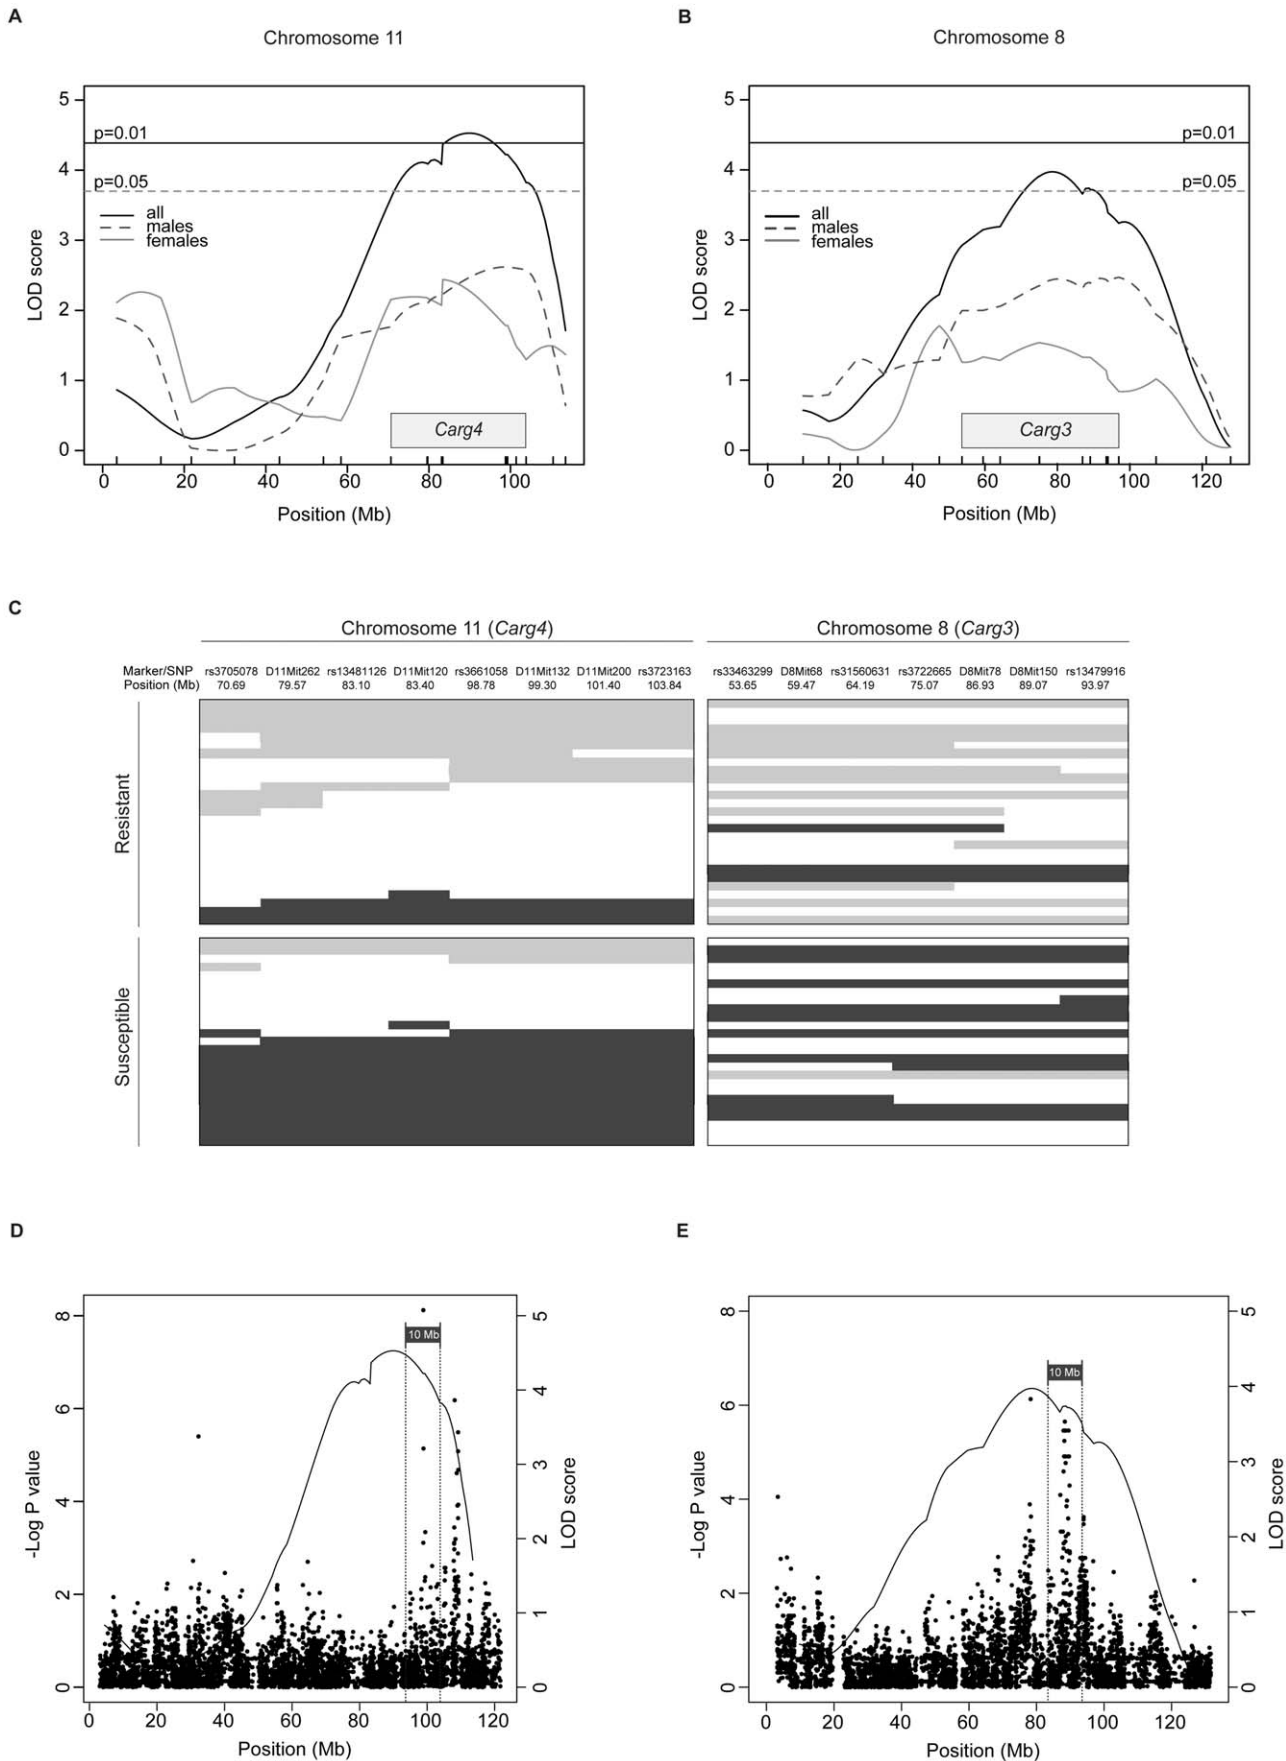 A
Chromosome 11
5
4
3
2
1
0
LOD score
p=0.01
p=0.05
all
males
females
Carg4
0 20 40 60 80 100
Position (Mb)
B
Chromosome 8
5
4
3
2
1
0
LOD score
p=0.01
p=0.05
all
males
females
Carg3
0 20 40 60 80 100 120
Position (Mb)
C
Chromosome 11 (Carg4)
Chromosome 8 (Carg3)
Marker/SNP rs3705078 D11Mit262 rs13481126 D11Mit120 rs3661058 D11Mit132 D11Mit200 rs3723163 rs33463299 D8Mit68 rs31560631 rs3722665 D8Mit78 D8Mit150 rs13479916
Position (Mb) 70.69 79.57 83.10 83.40 98.78 99.30 101.40 103.84 53.65 59.47 64.19 75.07 86.93 89.07 93.97
Resistant
Susceptible
D
8
6
4
2
0
-Log P value
10 Mb
5
4
3
2
1
0
LOD score
0 20 40 60 80 100 120
Position (Mb)
E
8
6
4
2
0
-Log P value
10 Mb
5
4
3
2
1
0
LOD score
0 20 40 60 80 100 120
Position (Mb)